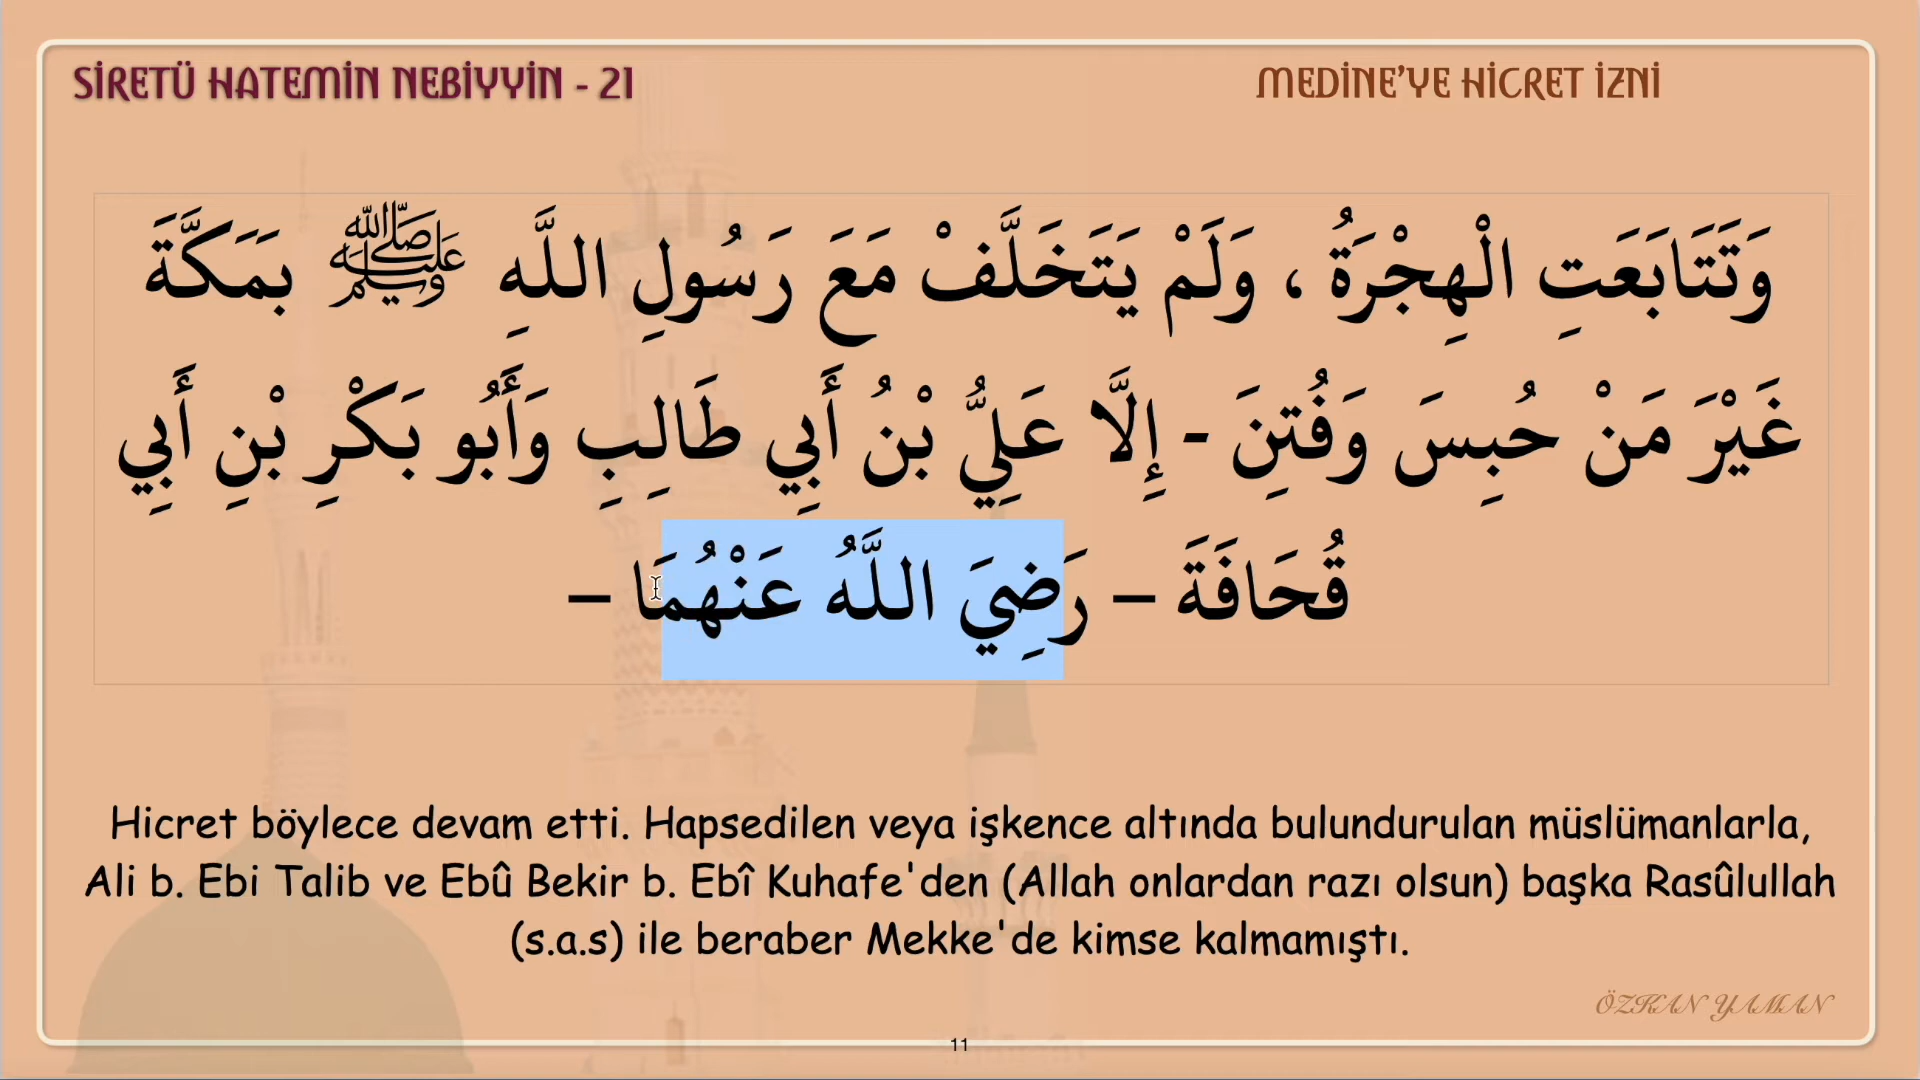 SİRETÜ HATEMİN NEBİYYİN - 21
MEDİNE'YE HİCRET İZNİ
وَتَتَابَعَتِ الْهِجْرَةُ ، وَلَمْ يَتَخَلَّفْ مَعَ رَسُولِ اللَّهِ ﷺ بَمَكَّةَ
غَيْرَ مَنْ حُبِسَ وَفُتِنَ - إِلَّا عَلِيُّ بْنُ أَبِي طَالِبِ وَأَبُو بَكْرِ بْنِ أَبِي
قُحَافَةَ – رَضِيَ اللَّهُ عَنْهُمَا –
Hicret böylece devam etti. Hapsedilen veya işkence altında bulundurulan müslümanlarla,
Ali b. Ebi Talib ve Ebû Bekir b. Ebî Kuhafe'den (Allah onlardan razı olsun) başka Rasûlullah
(s.a.s) ile beraber Mekke'de kimse kalmamıştı.
ÖZKAN YAMAN
11